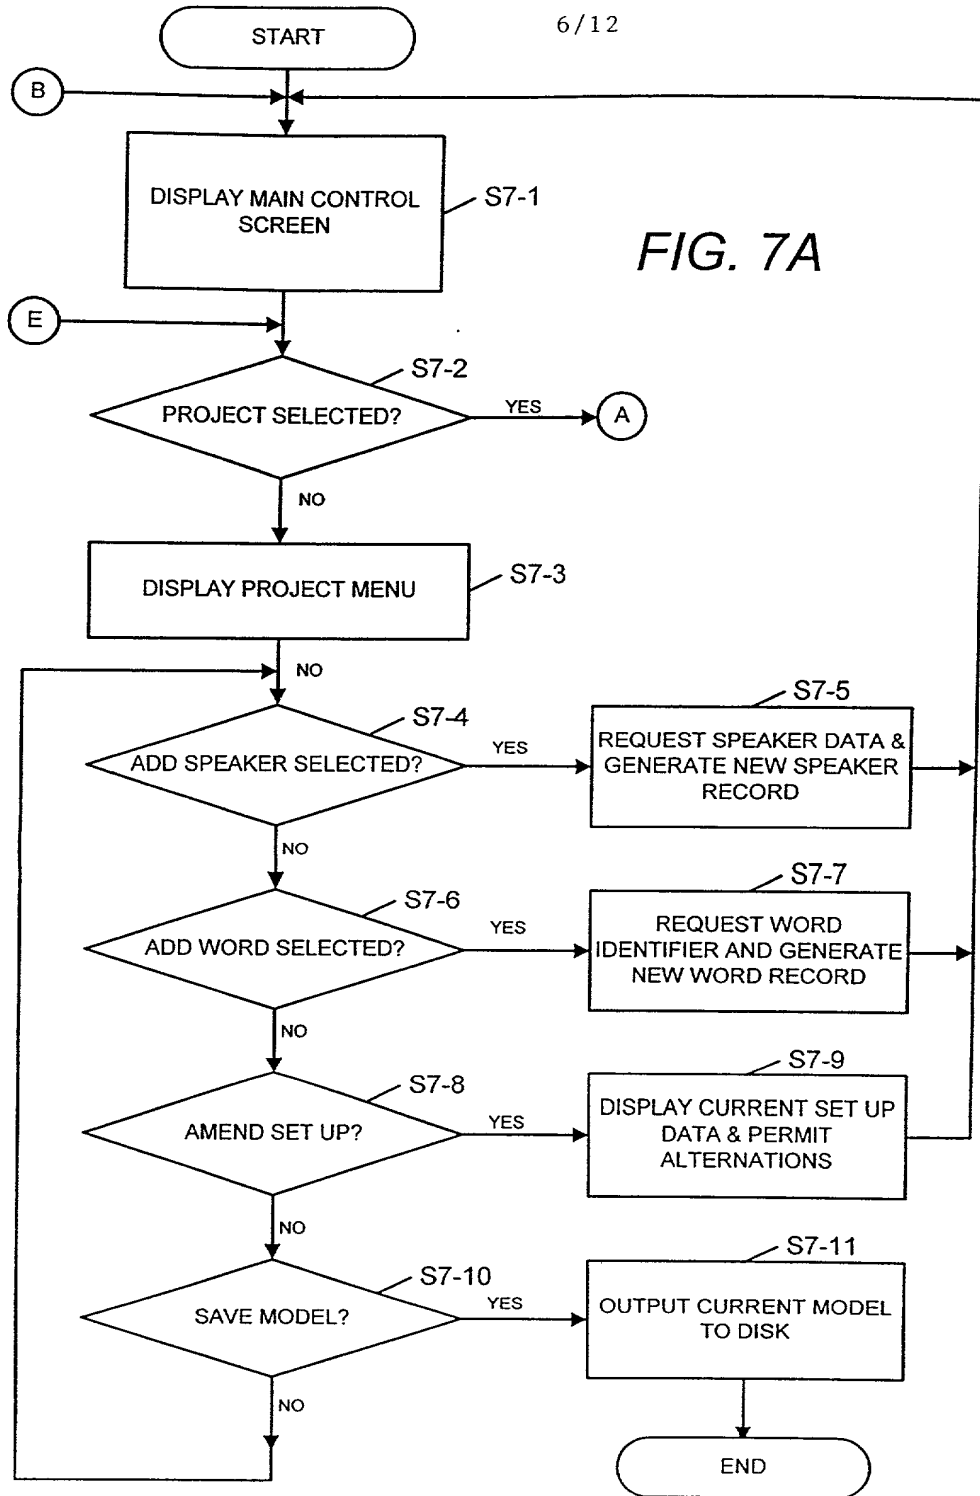 START
6/12
B
DISPLAY MAIN CONTROL
SCREEN
S7-1
FIG. 7A
E
S7-2
PROJECT SELECTED?
YES
A
NO
DISPLAY PROJECT MENU
S7-3
NO
S7-4
ADD SPEAKER SELECTED?
YES
S7-5
REQUEST SPEAKER DATA &
GENERATE NEW SPEAKER
RECORD
NO
S7-6
ADD WORD SELECTED?
YES
S7-7
REQUEST WORD
IDENTIFIER AND GENERATE
NEW WORD RECORD
NO
S7-8
AMEND SET UP?
YES
S7-9
DISPLAY CURRENT SET UP
DATA & PERMIT
ALTERNATIONS
NO
S7-10
SAVE MODEL?
YES
S7-11
OUTPUT CURRENT MODEL
TO DISK
NO
END